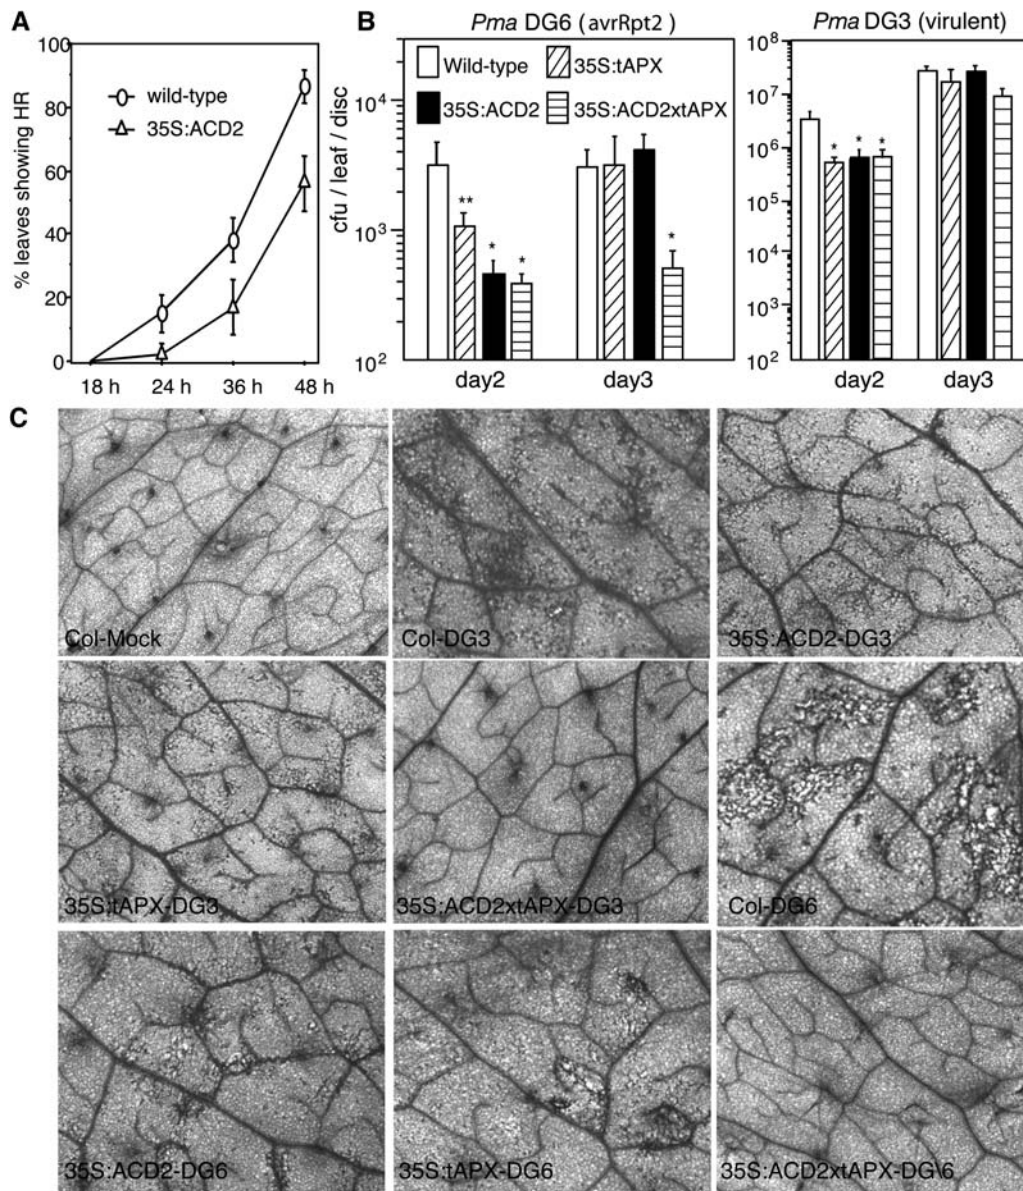 A
% leaves showing HR
100
80
60
40
20
0
wild-type
35S:ACD2
18 h 24 h 36 h 48 h
B
Pma DG6 (avrRpt2)
cfu / leaf / disc
10^4
10^3
10^2
Wild-type
35S:tAPX
35S:ACD2
35S:ACD2xtAPX
** * * *
day2 day3
Pma DG3 (virulent)
10^8
10^7
10^6
10^5
10^4
10^3
10^2
* * *
day2 day3
C
Col-Mock
Col-DG3
35S:ACD2-DG3
35S:tAPX-DG3
35S:ACD2xtAPX-DG3
Col-DG6
35S:ACD2-DG6
35S:tAPX-DG6
35S:ACD2xtAPX-DG\6